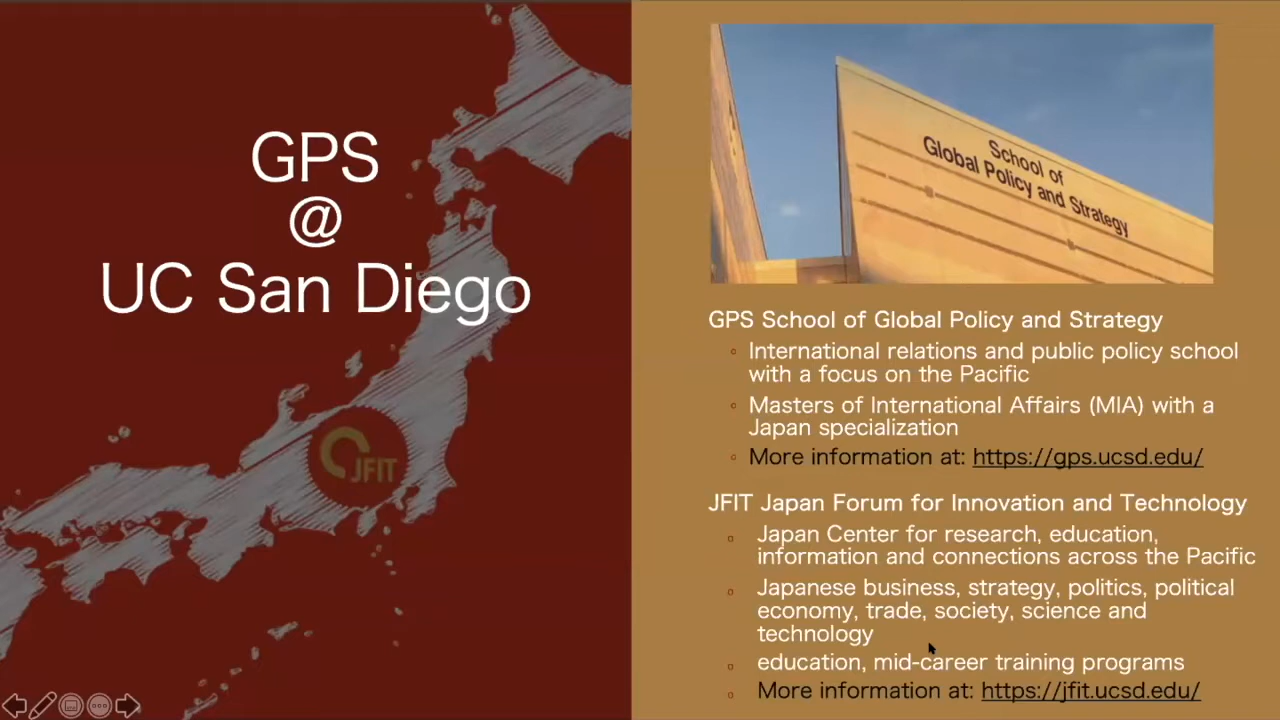 GPS
@
UC San Diego
JFIT
School of
Global Policy and Strategy
GPS School of Global Policy and Strategy
International relations and public policy school
with a focus on the Pacific
Masters of International Affairs (MIA) with a
Japan specialization
More information at: https://gps.ucsd.edu/
JFIT Japan Forum for Innovation and Technology
Japan Center for research, education,
information and connections across the Pacific
Japanese business, strategy, politics, political
economy, trade, society, science and
technology
education, mid-career training programs
More information at: https://jfit.ucsd.edu/